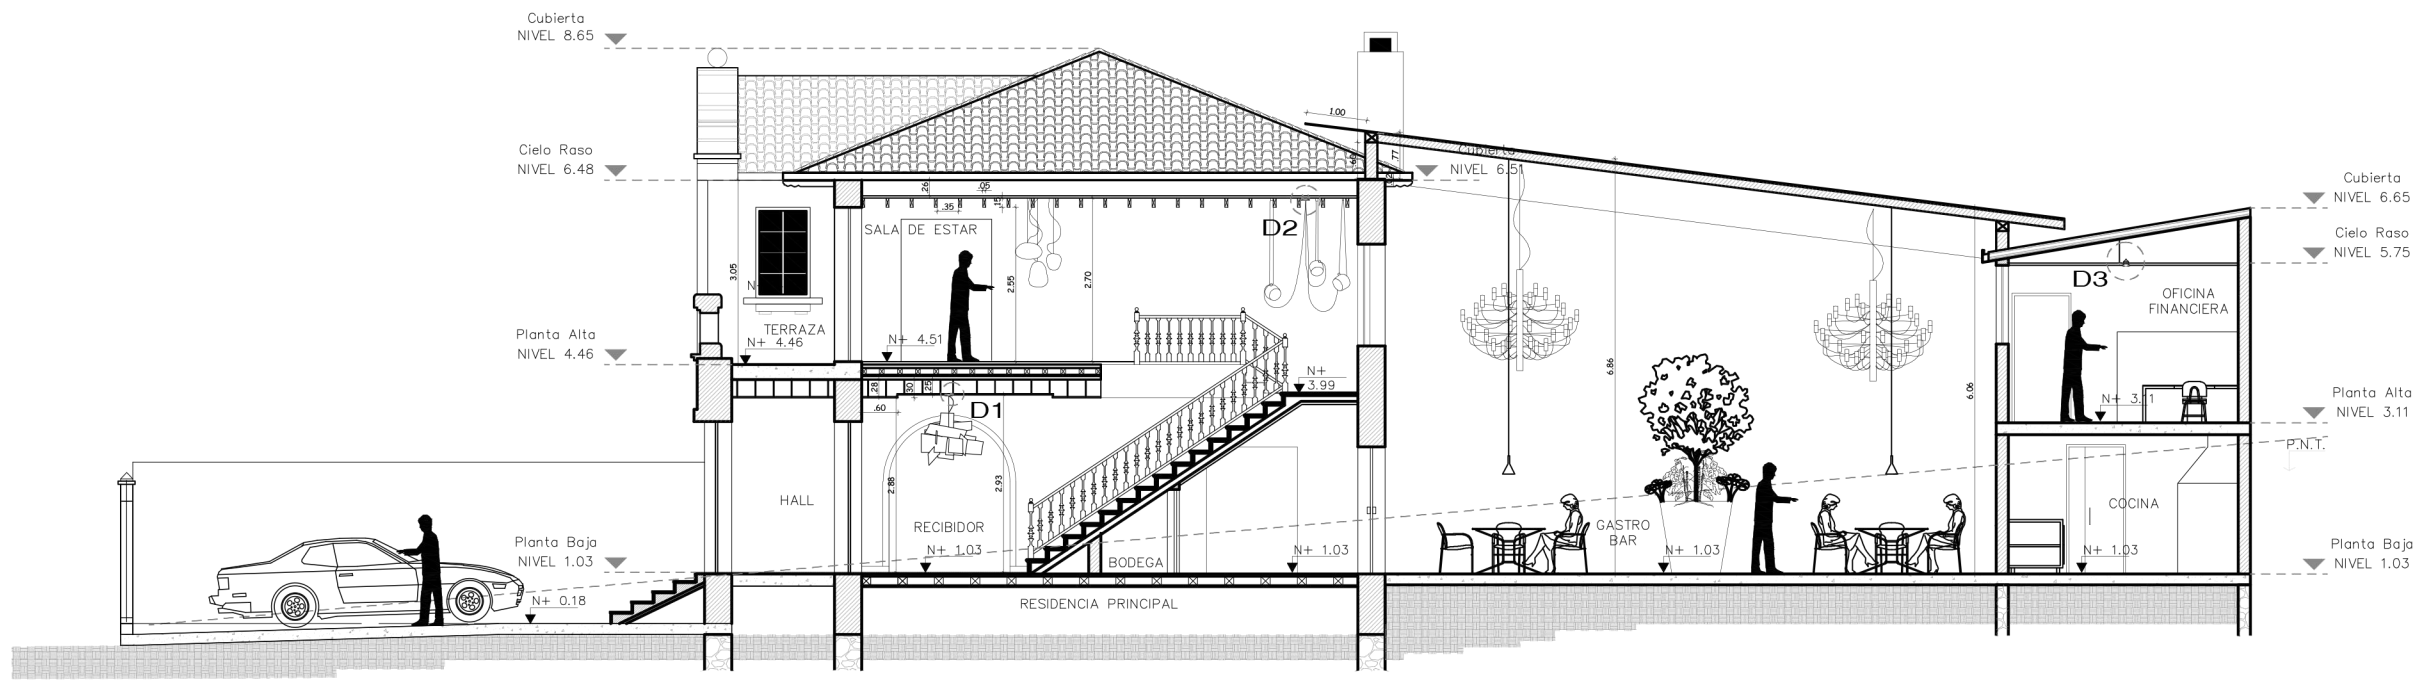 Cubierta
NIVEL 8.65
1.00
Cielo Raso
NIVEL 6.48
.77
Cubierta
NIVEL 6.51
Cubierta
NIVEL 6.65
.26
.05
.35
.15
SALA DE ESTAR
D2
Cielo Raso
NIVEL 5.75
D3
3.05
2.55
2.70
OFICINA
FINANCIERA
TERRAZA
Planta Alta
NIVEL 4.46
N+ 4.46
N+ 4.51
6.86
6.06
N+
3.99
.28
.30
.25
.60
D1
N+ 3.11
Planta Alta
NIVEL 3.11
P.N.T.
2.88
2.93
HALL
RECIBIDOR
GASTRO
BAR
COCINA
Planta Baja
NIVEL 1.03
N+ 1.03
BODEGA
N+ 1.03
N+ 1.03
N+ 1.03
Planta Baja
NIVEL 1.03
N+ 0.18
RESIDENCIA PRINCIPAL